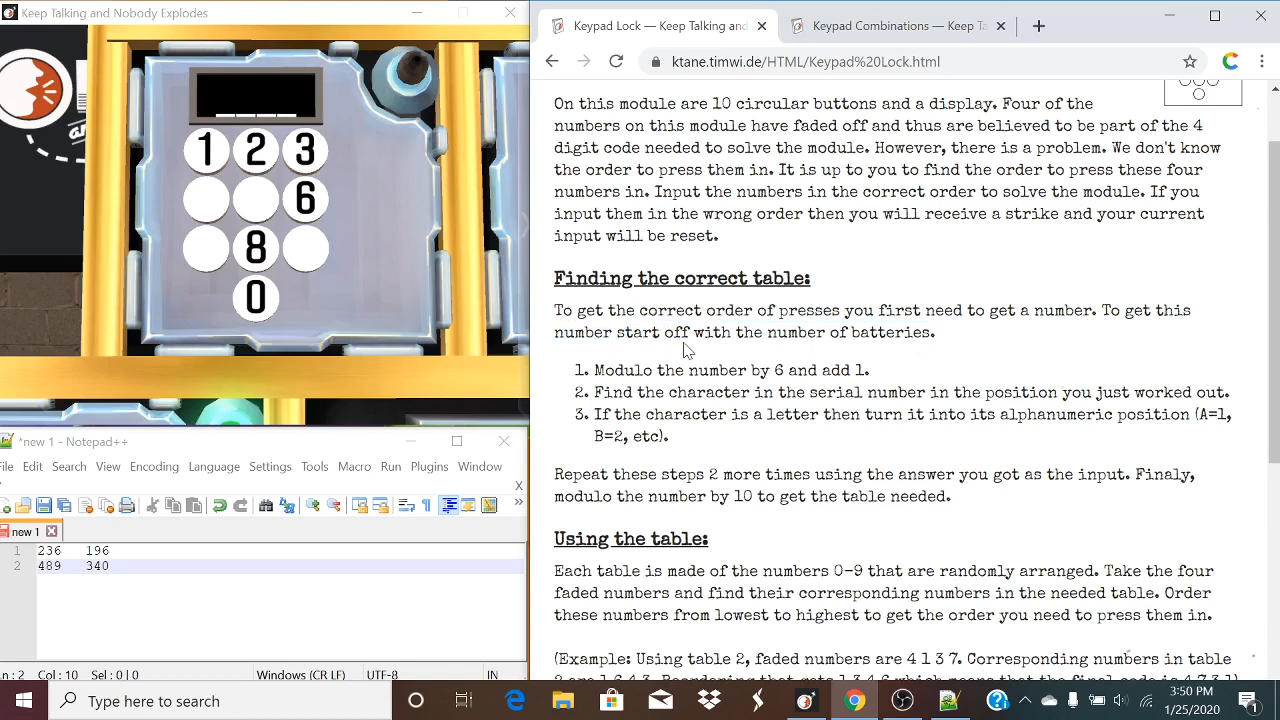 Keep Talking and Nobody Explodes
1 2 3
6
8
0
*new 1 - Notepad++
File Edit Search View Encoding Language Settings Tools Macro Run Plugins Window
X
new 1
1 236 196
2 489 340
Ln : 2 Col : 10 Sel : 0 | 0 Windows (CR LF) UTF-8 IN
Keypad Lock — Keep Talking and
Keypad Combinations — Keep Ta
ktane.timwi.de/HTML/Keypad%20Lock.html
On this module are 10 circular buttons and a display. Four of the
numbers on this module have faded off and thus are believed to be part of the 4
digit code needed to solve the module. However, there is a problem. We don't know
the order to press them in. It is up to you to find the order to press these four
numbers in. Input the numbers in the correct order to solve the module. If you
input them in the wrong order then you will receive a strike and your current
input will be reset.
Finding the correct table:
To get the correct order of presses you first need to get a number. To get this
number start off with the number of batteries.
1. Modulo the number by 6 and add 1.
2. Find the character in the serial number in the position you just worked out.
3. If the character is a letter then turn it into its alphanumeric position (A=1,
B=2, etc).
Repeat these steps 2 more times using the answer you got as the input. Finaly,
modulo the number by 10 to get the table needed.
Using the table:
Each table is made of the numbers 0-9 that are randomly arranged. Take the four
faded numbers and find their corresponding numbers in the needed table. Order
these numbers from lowest to highest to get the order you need to press them in.
(Example: Using table 2, faded numbers are 4 1 3 7. Corresponding numbers in table
Type here to search
3:50 PM
1/25/2020
1